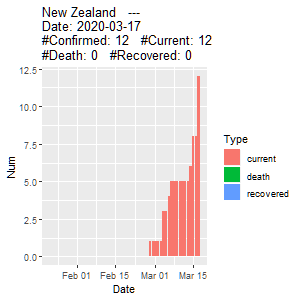 New Zealand ---
Date: 2020-03-17
#Confirmed: 12 #Current: 12
#Death: 0 #Recovered: 0
12.5
10.0
7.5
5.0
2.5
0.0
Num
Feb 01 Feb 15 Mar 01 Mar 15
Date
Type
current
death
recovered